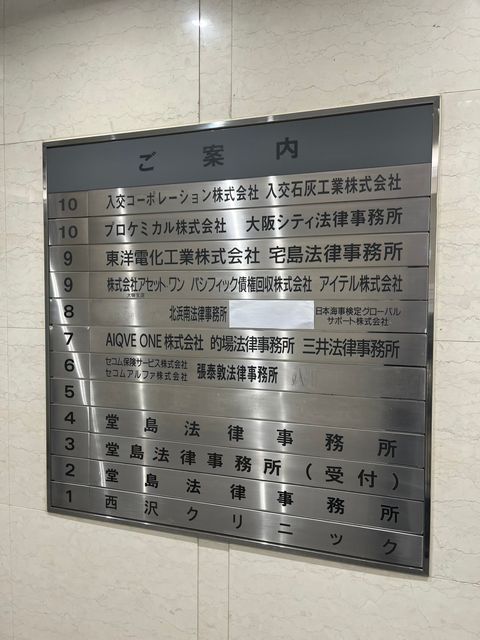 ご案内
10 入交コーポレーション株式会社 入交石灰工業株式会社
10 プロケミカル株式会社 大阪シティ法律事務所
9 東洋電化工業株式会社 宅島法律事務所
9 株式会社アセットワン パシフィック債権回収株式会社 アイテル株式会社
大阪支店
8 北浜南法律事務所 日本海事検定グローバル
サポート株式会社
7 AIQVE ONE株式会社 的場法律事務所 三井法律事務所
6 セコム保険サービス株式会社 張泰敦法律事務所
セコムアルファ株式会社
5
4 堂島法律事務所
3 堂島法律事務所(受付)
2 堂島法律事務所
1 西沢クリニック